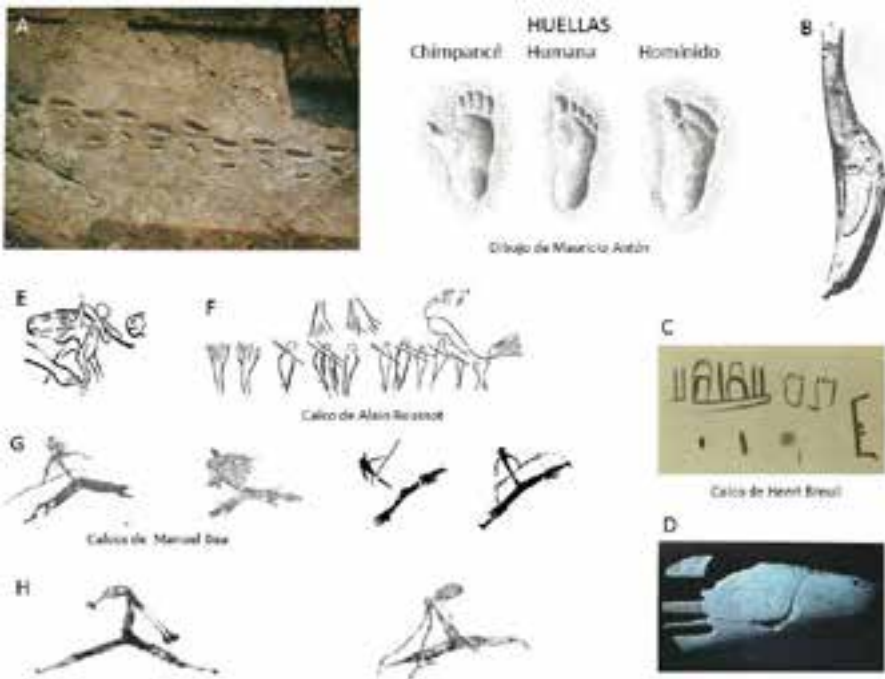 A
HUELLAS
Chimpancé Humana Homínido
B
Dibujo de Mauricio Antón
E
F
C
Calco de Alain Roussot
G
Calco de Henri Breuil
Calcos de Manuel Bea
D
H